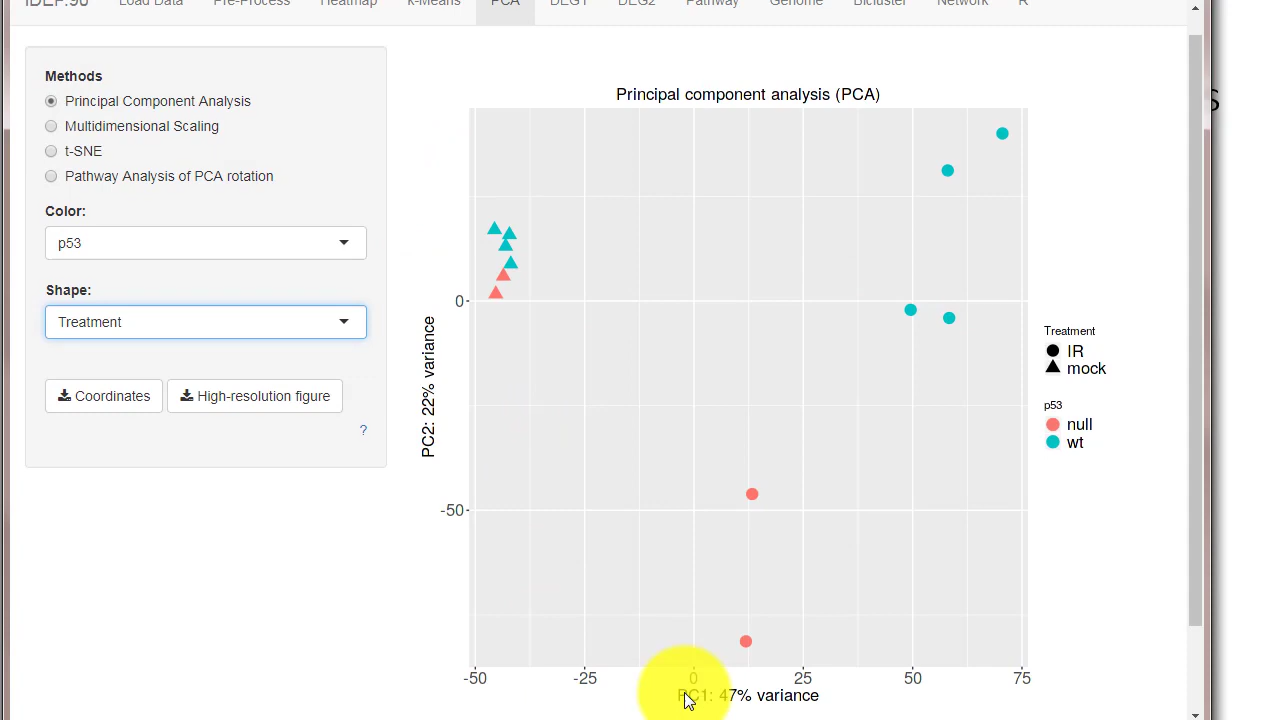 iDEP.90 Load Data Pre-Process Heatmap k-Means PCA DEG1 DEG2 Pathway Genome Bicluster Network R
Methods
Principal Component Analysis
Multidimensional Scaling
t-SNE
Pathway Analysis of PCA rotation
Color:
p53
Shape:
Treatment
Coordinates High-resolution figure
?
Principal component analysis (PCA)
0
-50
PC2: 22% variance
-50 -25 0 25 50 75
PC1: 47% variance
Treatment
IR
mock
p53
null
wt
s